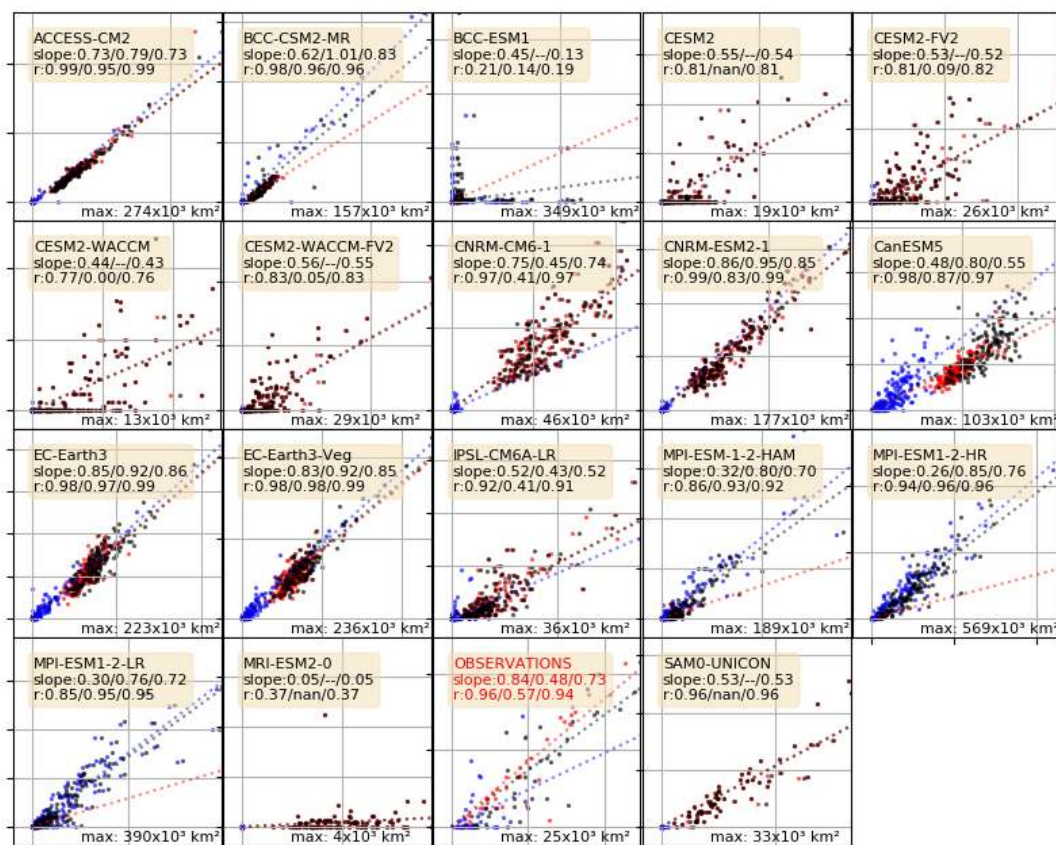 ACCESS-CM2
slope:0.73/0.79/0.73
r:0.99/0.95/0.99
max: 274x10³ km²
BCC-CSM2-MR
slope:0.62/1.01/0.83
r:0.98/0.96/0.96
max: 157x10³ km²
BCC-ESM1
slope:0.45/--/0.13
r:0.21/0.14/0.19
max: 349x10³ km²
CESM2
slope:0.55/--/0.54
r:0.81/nan/0.81
max: 19x10³ km²
CESM2-FV2
slope:0.53/--/0.52
r:0.81/0.09/0.82
max: 26x10³ km²
CESM2-WACCM
slope:0.44/--/0.43
r:0.77/0.00/0.76
max: 13x10³ km²
CESM2-WACCM-FV2
slope:0.56/--/0.55
r:0.83/0.05/0.83
max: 29x10³ km²
CNRM-CM6-1
slope:0.75/0.45/0.74
r:0.97/0.41/0.97
max: 46x10³ km²
CNRM-ESM2-1
slope:0.86/0.95/0.85
r:0.99/0.83/0.99
max: 177x10³ km²
CanESM5
slope:0.48/0.80/0.55
r:0.98/0.87/0.97
max: 103x10³ km²
EC-Earth3
slope:0.85/0.92/0.86
r:0.98/0.97/0.99
max: 223x10³ km²
EC-Earth3-Veg
slope:0.83/0.92/0.85
r:0.98/0.98/0.99
max: 236x10³ km²
IPSL-CM6A-LR
slope:0.52/0.43/0.52
r:0.92/0.41/0.91
max: 36x10³ km²
MPI-ESM-1-2-HAM
slope:0.32/0.80/0.70
r:0.86/0.93/0.92
max: 189x10³ km²
MPI-ESM1-2-HR
slope:0.26/0.85/0.76
r:0.94/0.96/0.96
max: 569x10³ km²
MPI-ESM1-2-LR
slope:0.30/0.76/0.72
r:0.85/0.95/0.95
max: 390x10³ km²
MRI-ESM2-0
slope:0.05/--/0.05
r:0.37/nan/0.37
max: 4x10³ km²
OBSERVATIONS
slope:0.84/0.48/0.73
r:0.96/0.57/0.94
max: 25x10³ km²
SAM0-UNICON
slope:0.53/--/0.53
r:0.96/nan/0.96
max: 33x10³ km²